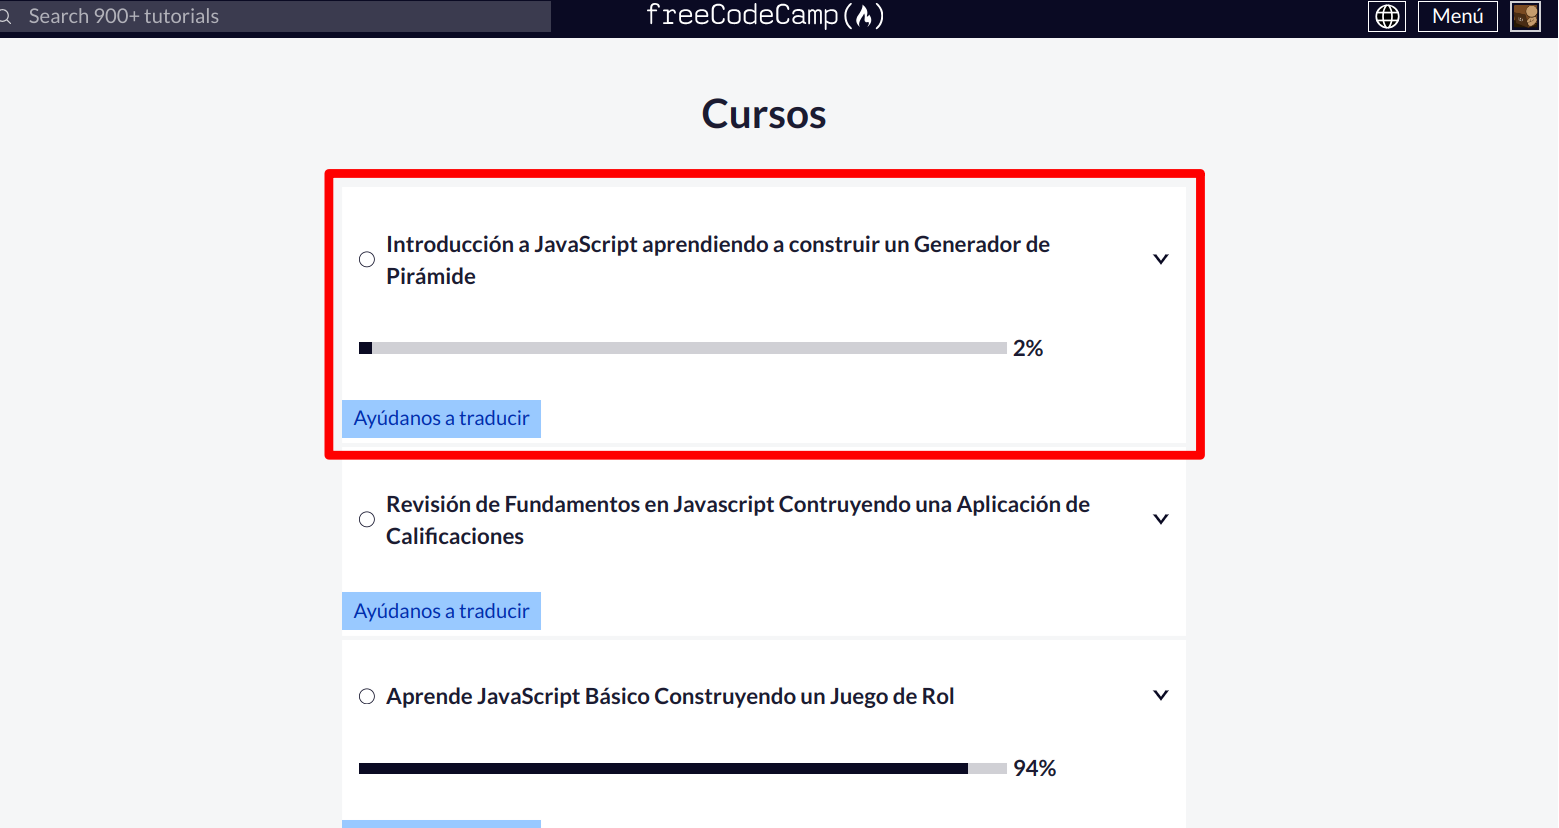 Search 900+ tutorials
freeCodeCamp
Menú
Cursos
Introducción a JavaScript aprendiendo a construir un Generador de
Pirámide
2%
Ayúdanos a traducir
Revisión de Fundamentos en Javascript Contruyendo una Aplicación de
Calificaciones
Ayúdanos a traducir
Aprende JavaScript Básico Construyendo un Juego de Rol
94%